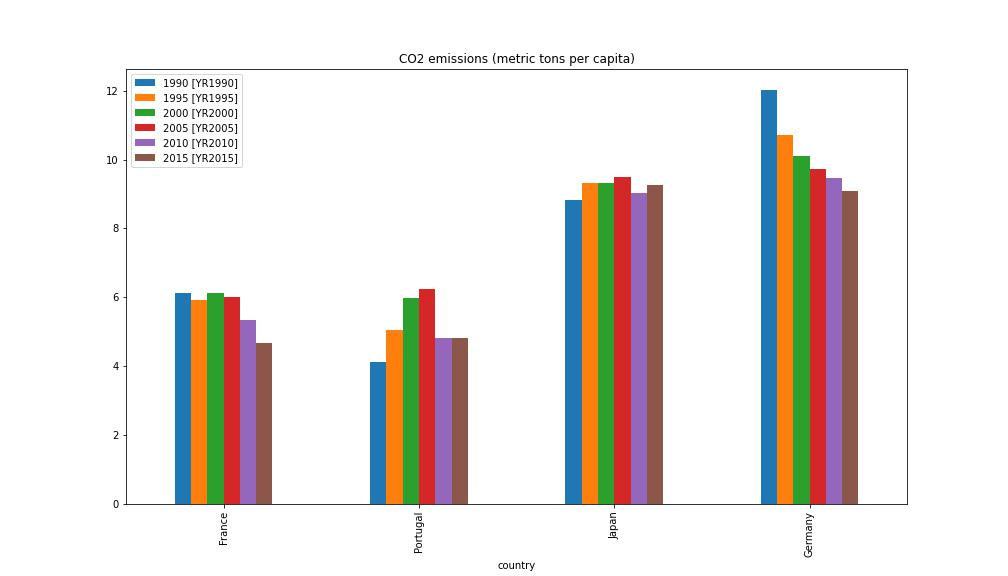 CO2 emissions (metric tons per capita)
1990 [YR1990]
1995 [YR1995]
2000 [YR2000]
2005 [YR2005]
2010 [YR2010]
2015 [YR2015]
12
10
8
6
4
2
0
France
Portugal
Japan
Germany
country